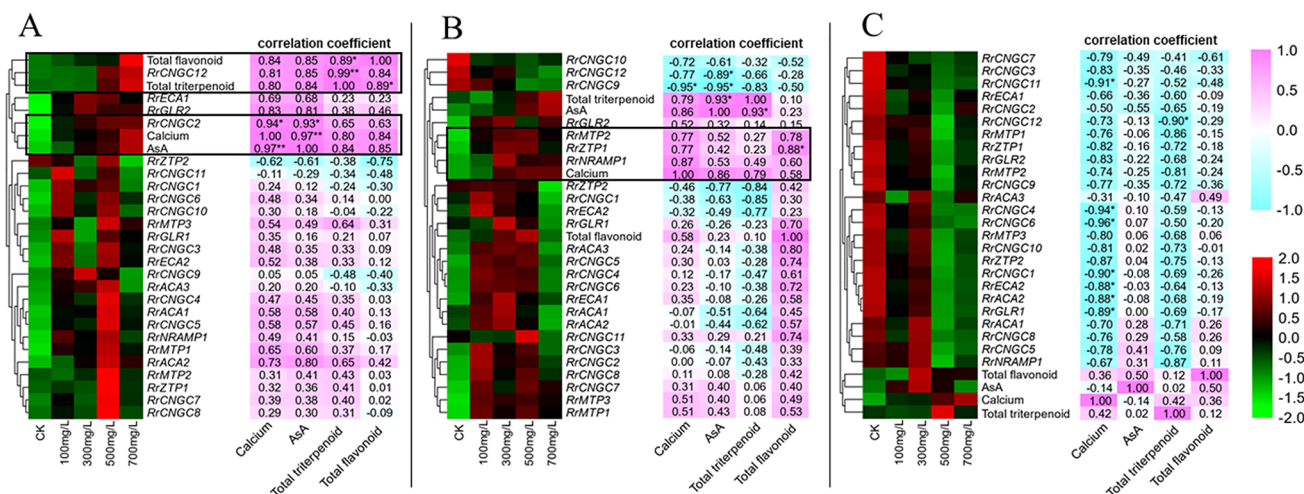 A
correlation coefficient
Total flavonoid 0.84 0.85 0.89* 1.00
RrCNGC12 0.81 0.85 0.99** 0.84
Total triterpenoid 0.80 0.84 1.00 0.89*
RrECA1 0.69 0.68 0.23 0.23
RrGLR2 0.83 0.81 0.38 0.46
RrCNGC2 0.94* 0.93* 0.65 0.63
Calcium 1.00 0.97** 0.80 0.84
AsA 0.97** 1.00 0.84 0.85
RrZTP2 -0.62 -0.61 -0.38 -0.75
RrCNGC11 -0.11 -0.29 -0.34 -0.48
RrCNGC1 0.24 0.12 -0.24 -0.30
RrCNGC6 0.48 0.34 0.14 0.00
RrCNGC10 0.30 0.18 -0.04 -0.22
RrMTP3 0.54 0.49 0.64 0.31
RrGLR1 0.35 0.16 0.21 0.07
RrCNGC3 0.48 0.35 0.33 0.09
RrECA2 0.52 0.38 0.33 0.12
RrCNGC9 0.05 0.05 -0.48 -0.40
RrACA3 0.20 0.20 -0.10 -0.33
RrCNGC4 0.47 0.45 0.35 0.03
RrACA1 0.58 0.58 0.40 0.13
RrCNGC5 0.58 0.57 0.45 0.16
RrNRAMP1 0.49 0.41 0.15 -0.03
RrMTP1 0.65 0.60 0.37 0.17
RrACA2 0.73 0.80 0.65 0.42
RrMTP2 0.31 0.41 0.43 0.03
RrZTP1 0.32 0.36 0.41 0.01
RrCNGC7 0.39 0.38 0.40 0.02
RrCNGC8 0.29 0.30 0.31 -0.09
CK 100mg/L 300mg/L 500mg/L 700mg/L
Calcium AsA Total triterpenoid Total flavonoid
B
correlation coefficient
RrCNGC10 -0.72 -0.61 -0.32 -0.52
RrCNGC12 -0.77 -0.89* -0.66 -0.28
RrCNGC9 -0.95* -0.95* -0.83 -0.50
Total triterpenoid 0.79 0.93* 1.00 0.10
AsA 0.86 1.00 0.93* 0.23
RrGLR2 0.52 0.32 0.14 0.15
RrMTP2 0.77 0.52 0.27 0.78
RrZTP1 0.77 0.42 0.23 0.88*
RrNRAMP1 0.87 0.53 0.49 0.60
Calcium 1.00 0.86 0.79 0.58
RrZTP2 -0.46 -0.77 -0.84 0.42
RrCNGC1 -0.38 -0.63 -0.85 0.30
RrECA2 -0.32 -0.49 -0.77 0.23
RrGLR1 0.26 -0.26 -0.23 0.70
Total flavonoid 0.58 0.23 0.10 1.00
RrACA3 0.24 -0.14 -0.38 0.80
RrCNGC5 0.30 0.03 -0.28 0.74
RrCNGC4 0.12 -0.17 -0.47 0.61
RrCNGC6 0.23 -0.10 -0.38 0.72
RrECA1 0.35 -0.08 -0.26 0.58
RrACA1 -0.07 -0.51 -0.64 0.45
RrACA2 -0.01 -0.44 -0.62 0.57
RrCNGC11 0.33 0.29 0.21 0.74
RrCNGC3 -0.06 -0.14 -0.48 0.39
RrCNGC2 0.00 -0.07 -0.43 0.33
RrCNGC8 0.11 0.08 -0.28 0.42
RrCNGC7 0.31 0.40 0.06 0.40
RrMTP3 0.31 0.40 0.05 0.49
RrMTP1 0.51 0.43 0.08 0.53
CK 100mg/L 300mg/L 500mg/L 700mg/L
Calcium AsA Total triterpenoid Total flavonoid
C
correlation coefficient
RrCNGC7 -0.79 -0.49 -0.41 -0.61
RrCNGC3 -0.83 -0.35 -0.46 -0.33
RrCNGC11 -0.91* -0.27 -0.52 -0.48
RrECA1 -0.66 -0.36 -0.60 -0.09
RrCNGC2 -0.50 -0.55 -0.65 -0.19
RrCNGC12 -0.73 -0.13 -0.90* -0.29
RrMTP1 -0.76 -0.06 -0.86 -0.15
RrZTP1 -0.82 -0.16 -0.72 -0.18
RrGLR2 -0.83 -0.22 -0.68 -0.24
RrMTP2 -0.74 -0.25 -0.81 -0.24
RrCNGC9 -0.77 -0.35 -0.72 -0.36
RrACA3 -0.31 -0.10 -0.47 0.49
RrCNGC4 -0.94* 0.10 -0.59 -0.13
RrCNGC6 -0.96* 0.07 -0.50 -0.20
RrMTP3 -0.80 0.06 -0.68 0.06
RrCNGC10 -0.81 0.02 -0.73 -0.01
RrZTP2 -0.87 0.02 -0.74 -0.13
RrCNGC1 -0.90* -0.08 -0.69 -0.26
RrECA2 -0.88* -0.03 -0.64 -0.13
RrACA2 -0.88* -0.08 -0.68 -0.19
RrGLR1 -0.89* 0.00 -0.69 -0.17
RrACA1 -0.70 0.28 -0.71 0.26
RrCNGC8 -0.76 0.29 -0.58 0.26
RrCNGC5 -0.78 0.41 -0.76 0.09
RrNRAMP1 -0.67 0.31 -0.87 0.11
Total flavonoid 0.36 0.50 0.12 1.00
AsA -0.14 1.00 0.02 0.50
Calcium 1.00 -0.14 0.42 0.36
Total triterpenoid 0.42 0.02 1.00 0.12
CK 100mg/L 300mg/L 500mg/L 700mg/L
Calcium AsA Total triterpenoid Total flavonoid
1.0
0.5
0.0
-0.5
-1.0
2.0
1.5
1.0
0.5
0.0
-0.5
-1.0
-1.5
-2.0